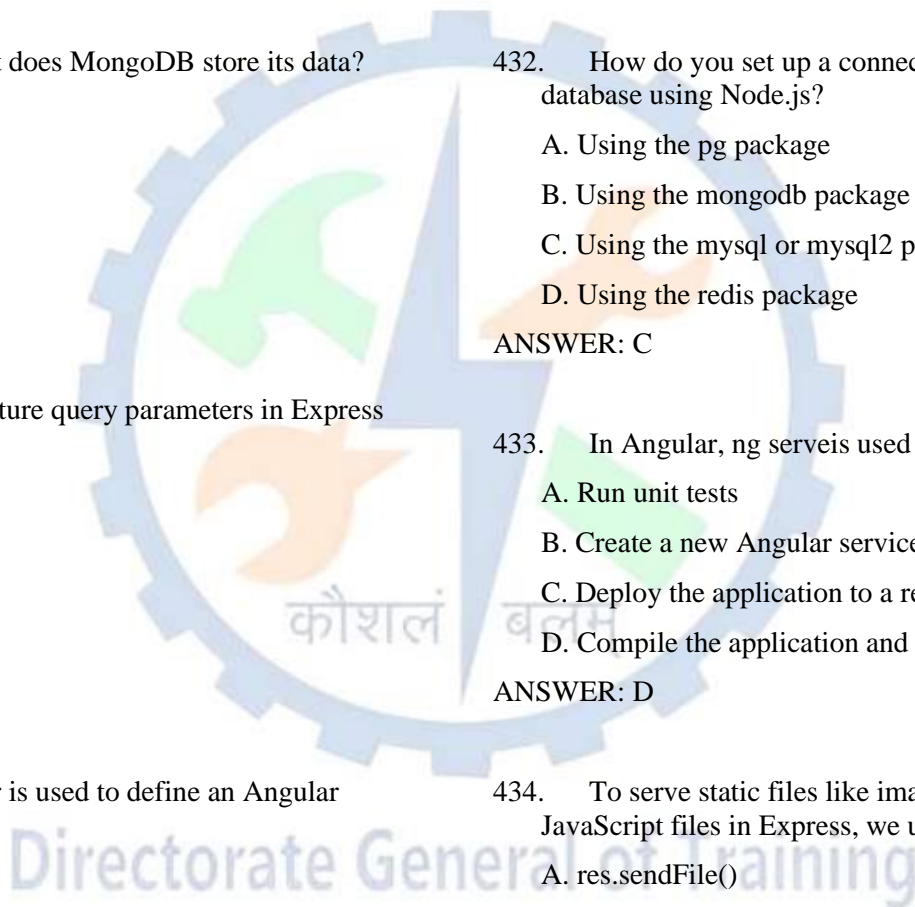 t does MongoDB store its data?
ture query parameters in Express
r is used to define an Angular
432. How do you set up a connec
database using Node.js?
A. Using the pg package
B. Using the mongodb package
C. Using the mysql or mysql2 p
D. Using the redis package
ANSWER: C
433. In Angular, ng serveis used
A. Run unit tests
B. Create a new Angular service
C. Deploy the application to a re
D. Compile the application and
ANSWER: D
434. To serve static files like ima
JavaScript files in Express, we u
A. res.sendFile()
कौशलं बलम्
Directorate General of Training